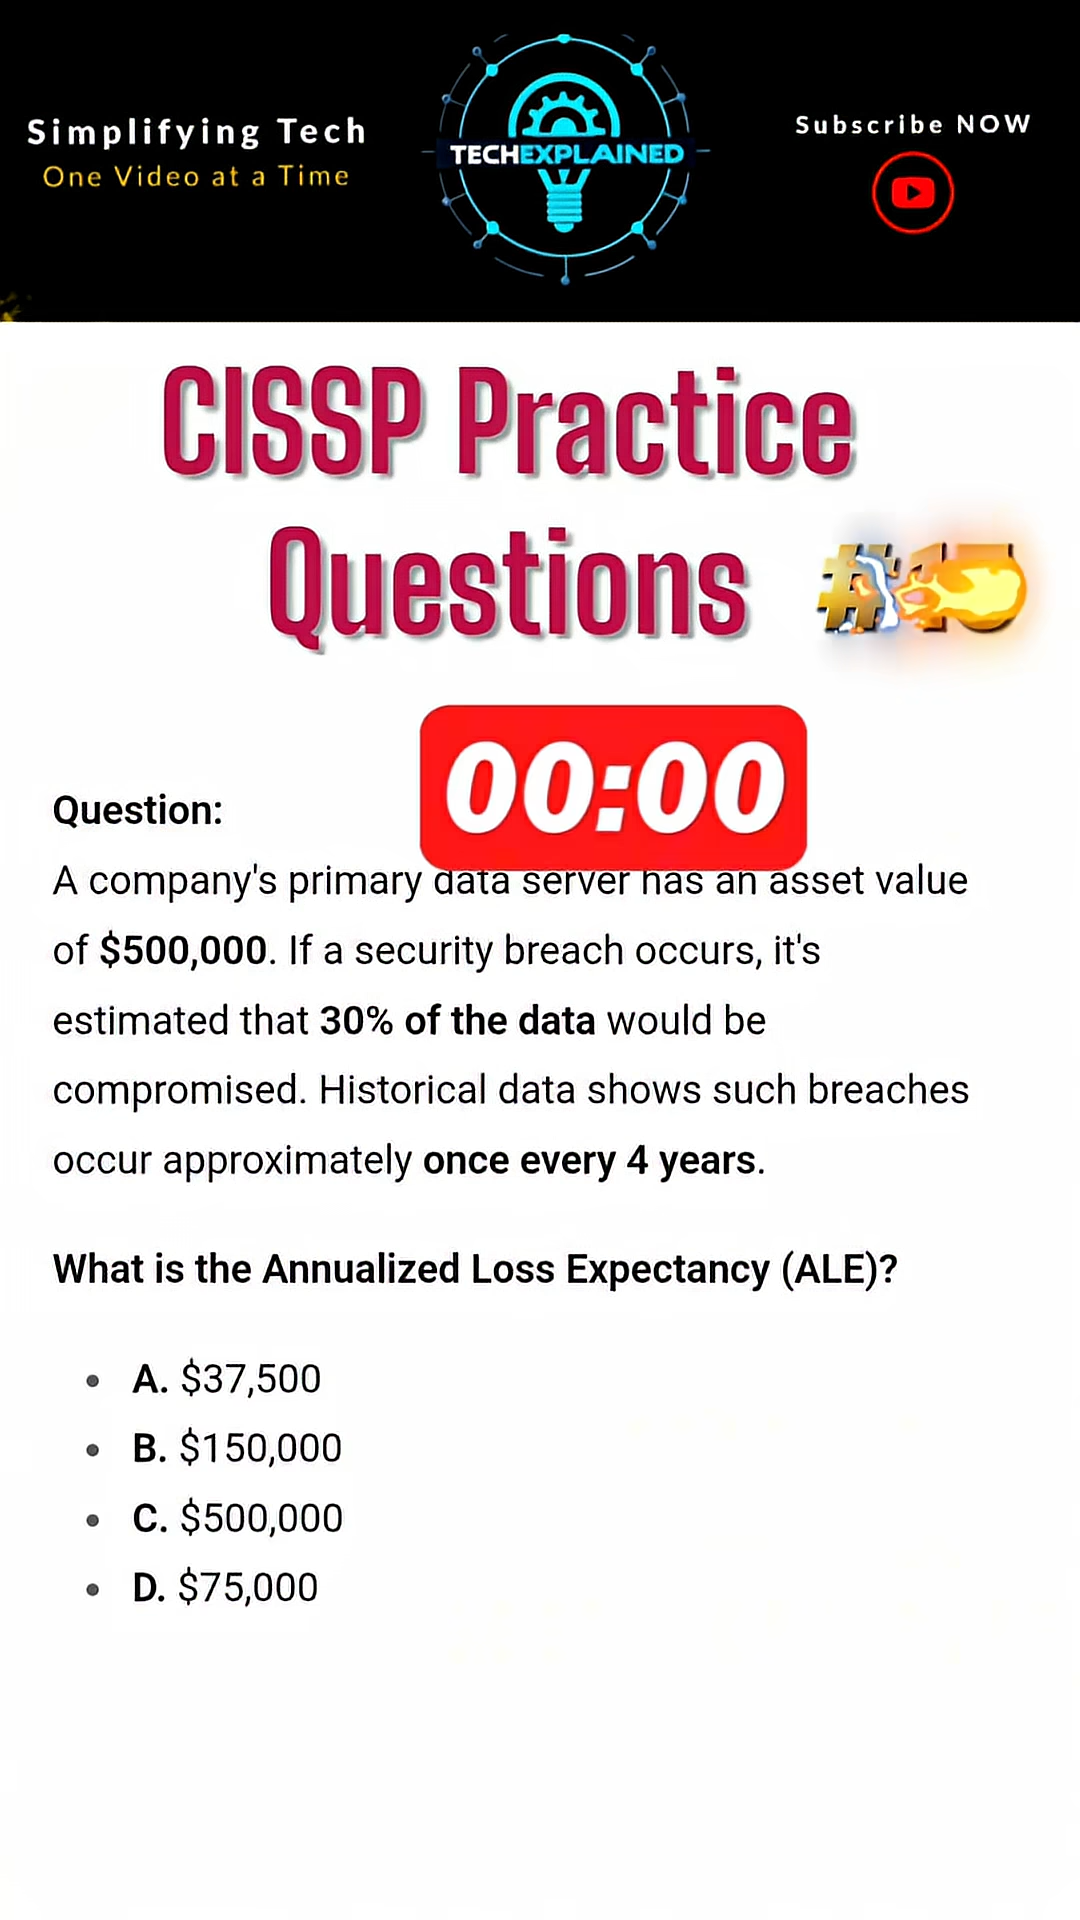 Simplifying Tech
One Video at a Time
TECHEXPLAINED
Subscribe NOW
CISSP Practice
Questions
00:00
Question:
A company's primary data server has an asset value
of $500,000. If a security breach occurs, it's
estimated that 30% of the data would be
compromised. Historical data shows such breaches
occur approximately once every 4 years.
What is the Annualized Loss Expectancy (ALE)?
• A. $37,500
• B. $150,000
• C. $500,000
• D. $75,000